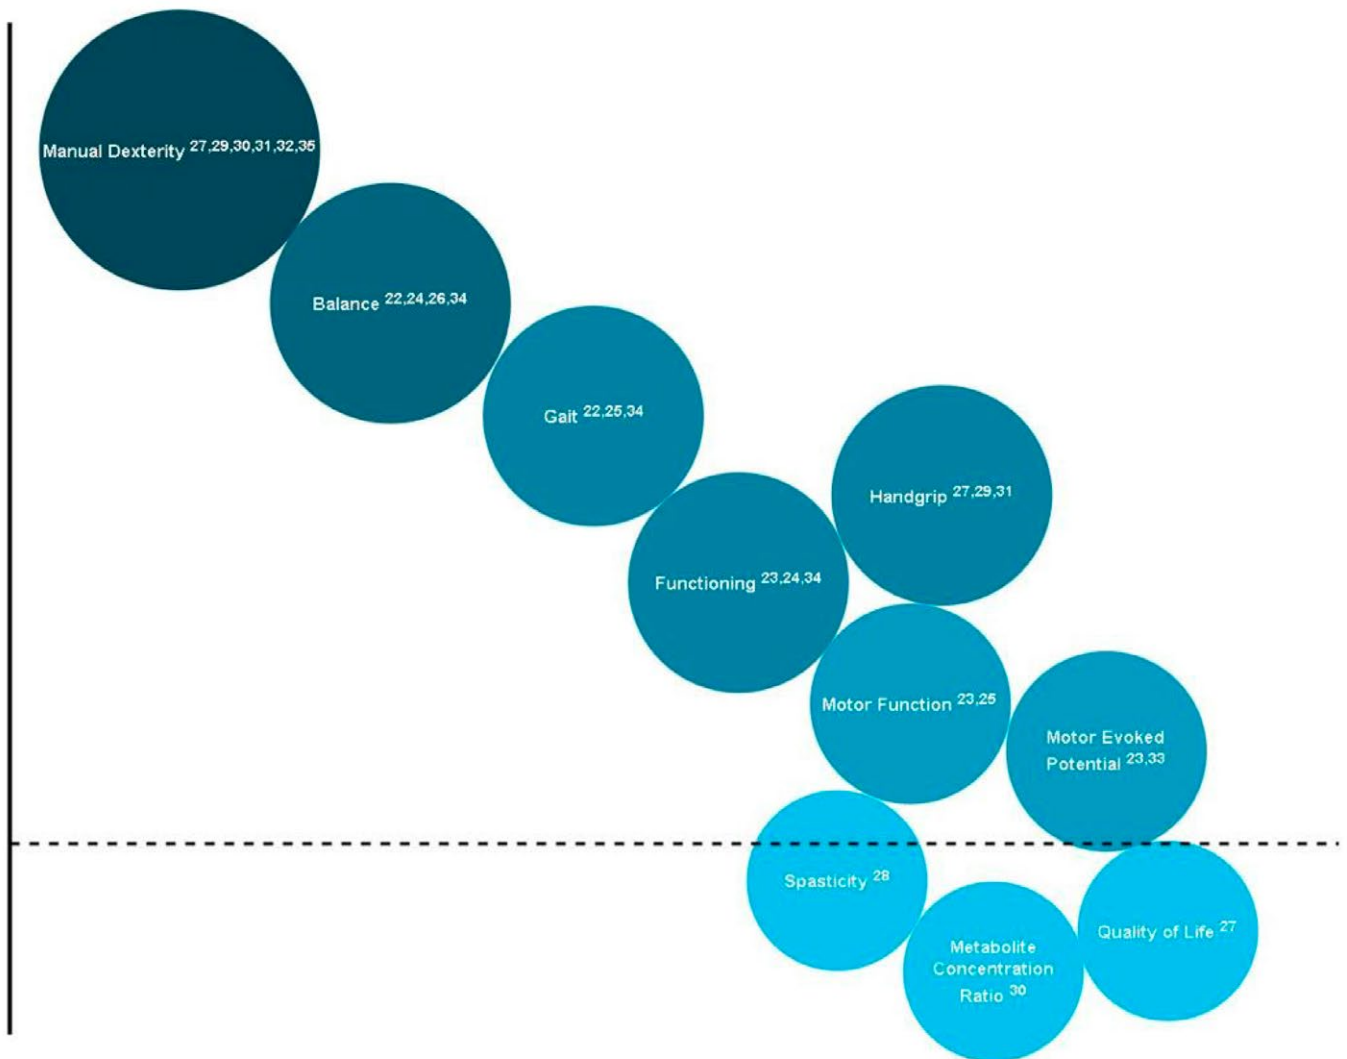 Manual Dexterity 27,29,30,31,32,35
Balance 22,24,26,34
Gait 22,25,34
Handgrip 27,29,31
Functioning 23,24,34
Motor Function 23,25
Motor Evoked
Potential 23,33
Spasticity 28
Quality of Life 27
Metabolite
Concentration
Ratio 30